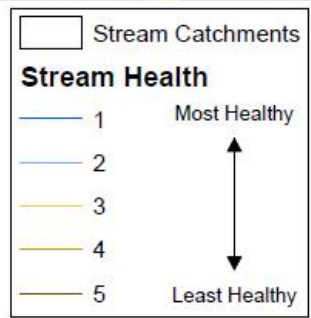 Stream Catchments
Stream Health
1 Most Healthy
2
3
4
5 Least Healthy